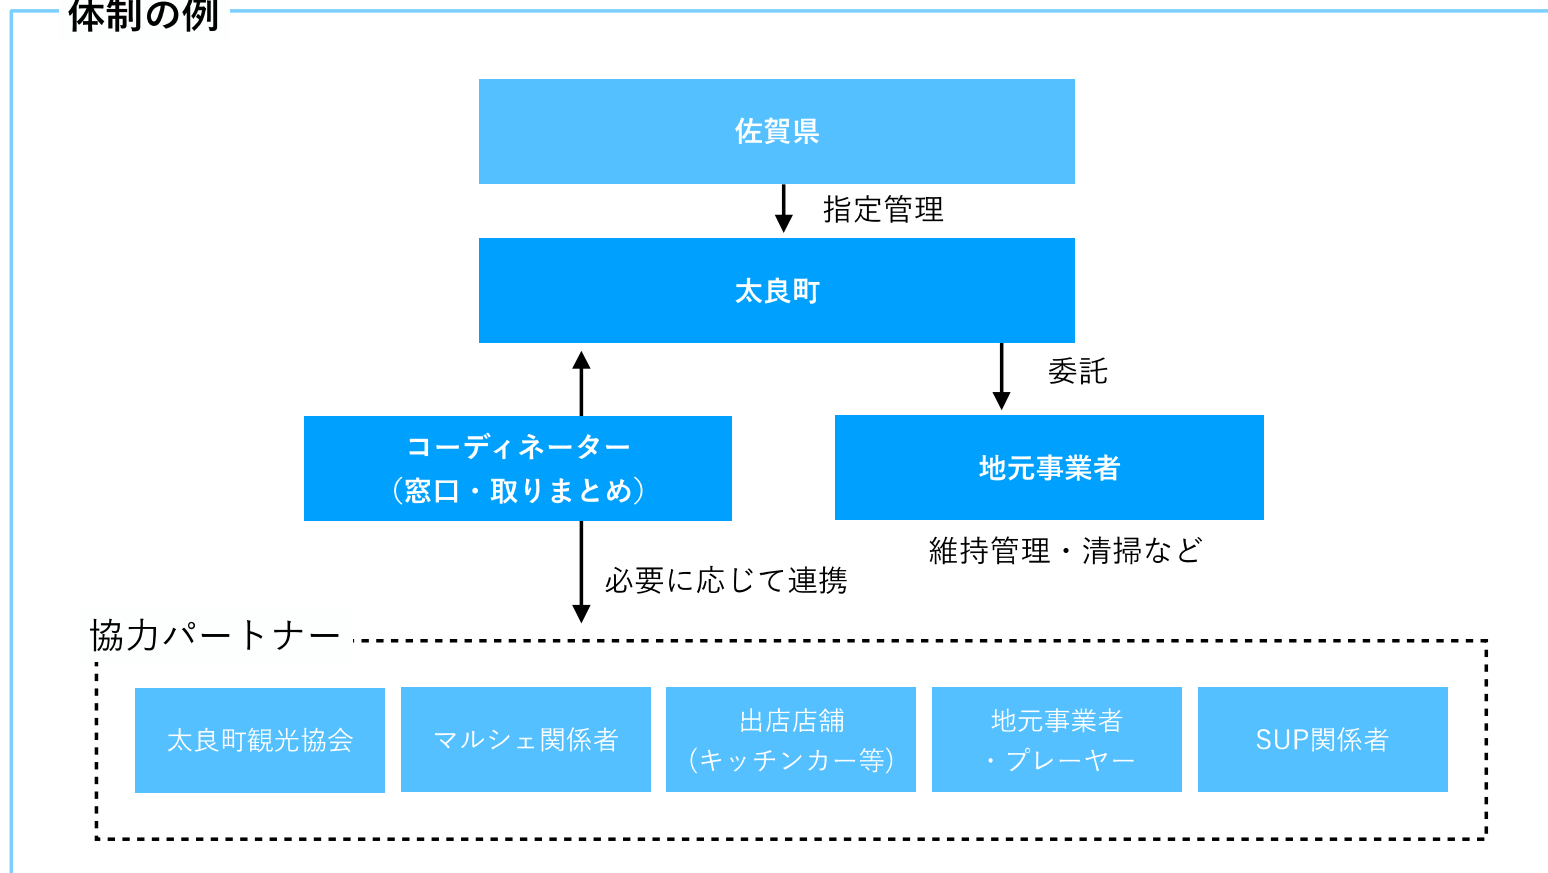 体制の例
佐賀県
指定管理
太良町
委託
コーディネーター
（窓口・取りまとめ）
地元事業者
維持管理・清掃など
必要に応じて連携
協力パートナー
太良町観光協会
マルシェ関係者
出店店舗
（キッチンカー等）
地元事業者
・プレーヤー
SUP関係者